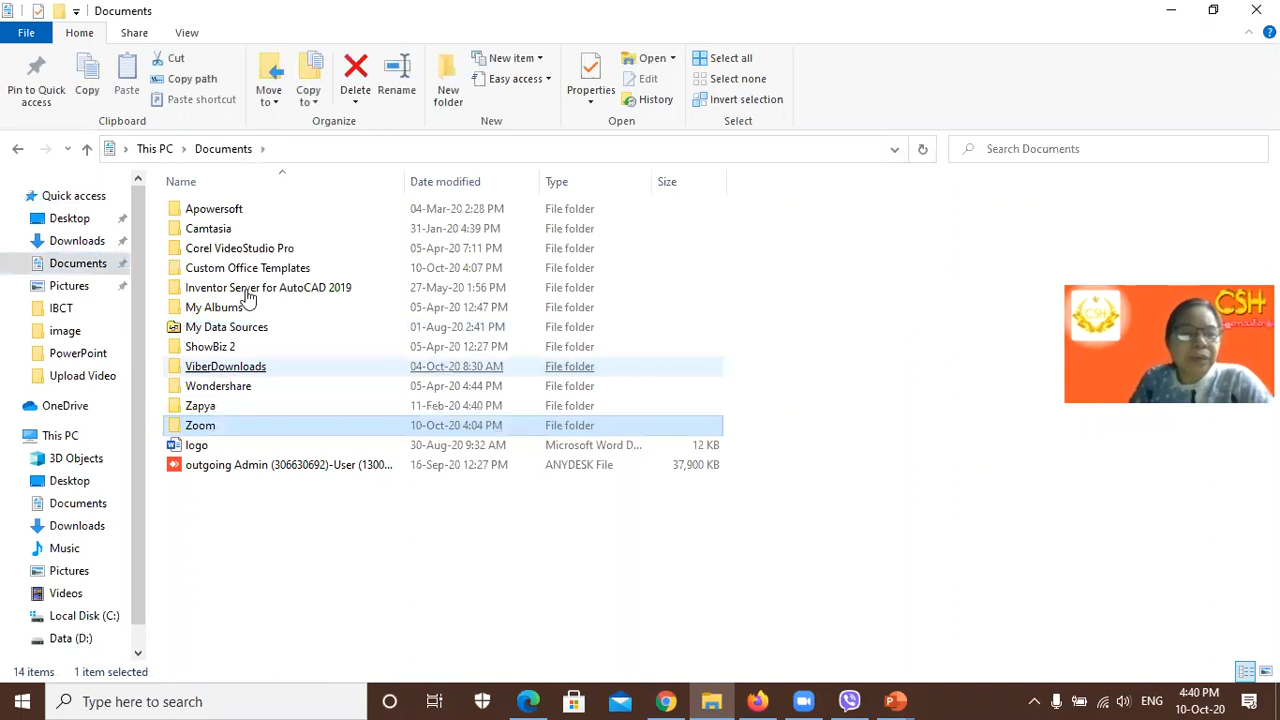 Documents
File Home Share View
Pin to Quick access
Copy
Paste
Cut
Copy path
Paste shortcut
Clipboard
Move to
Copy to
Delete
Rename
Organize
New folder
New item
Easy access
New
Properties
Open
Edit
History
Open
Select all
Select none
Invert selection
Select
This PC Documents
Search Documents
Quick access
Desktop
Downloads
Documents
Pictures
IBCT
image
PowerPoint
Upload Video
OneDrive
This PC
3D Objects
Desktop
Documents
Downloads
Music
Pictures
Videos
Local Disk (C:)
Data (D:)
Name Date modified Type Size
Apowersoft 04-Mar-20 2:28 PM File folder
Camtasia 31-Jan-20 4:39 PM File folder
Corel VideoStudio Pro 05-Apr-20 7:11 PM File folder
Custom Office Templates 10-Oct-20 4:07 PM File folder
Inventor Server for AutoCAD 2019 27-May-20 1:56 PM File folder
My Albums 05-Apr-20 12:47 PM File folder
My Data Sources 01-Aug-20 2:41 PM File folder
ShowBiz 2 05-Apr-20 12:27 PM File folder
ViberDownloads 04-Oct-20 8:30 AM File folder
Wondershare 05-Apr-20 4:44 PM File folder
Zapya 11-Feb-20 4:40 PM File folder
Zoom 10-Oct-20 4:04 PM File folder
logo 30-Aug-20 9:32 AM Microsoft Word D... 12 KB
outgoing Admin (306630692)-User (1300... 16-Sep-20 12:27 PM ANYDESK File 37,900 KB
CSH
CSH
14 items 1 item selected
Type here to search
ENG
4:40 PM
10-Oct-20